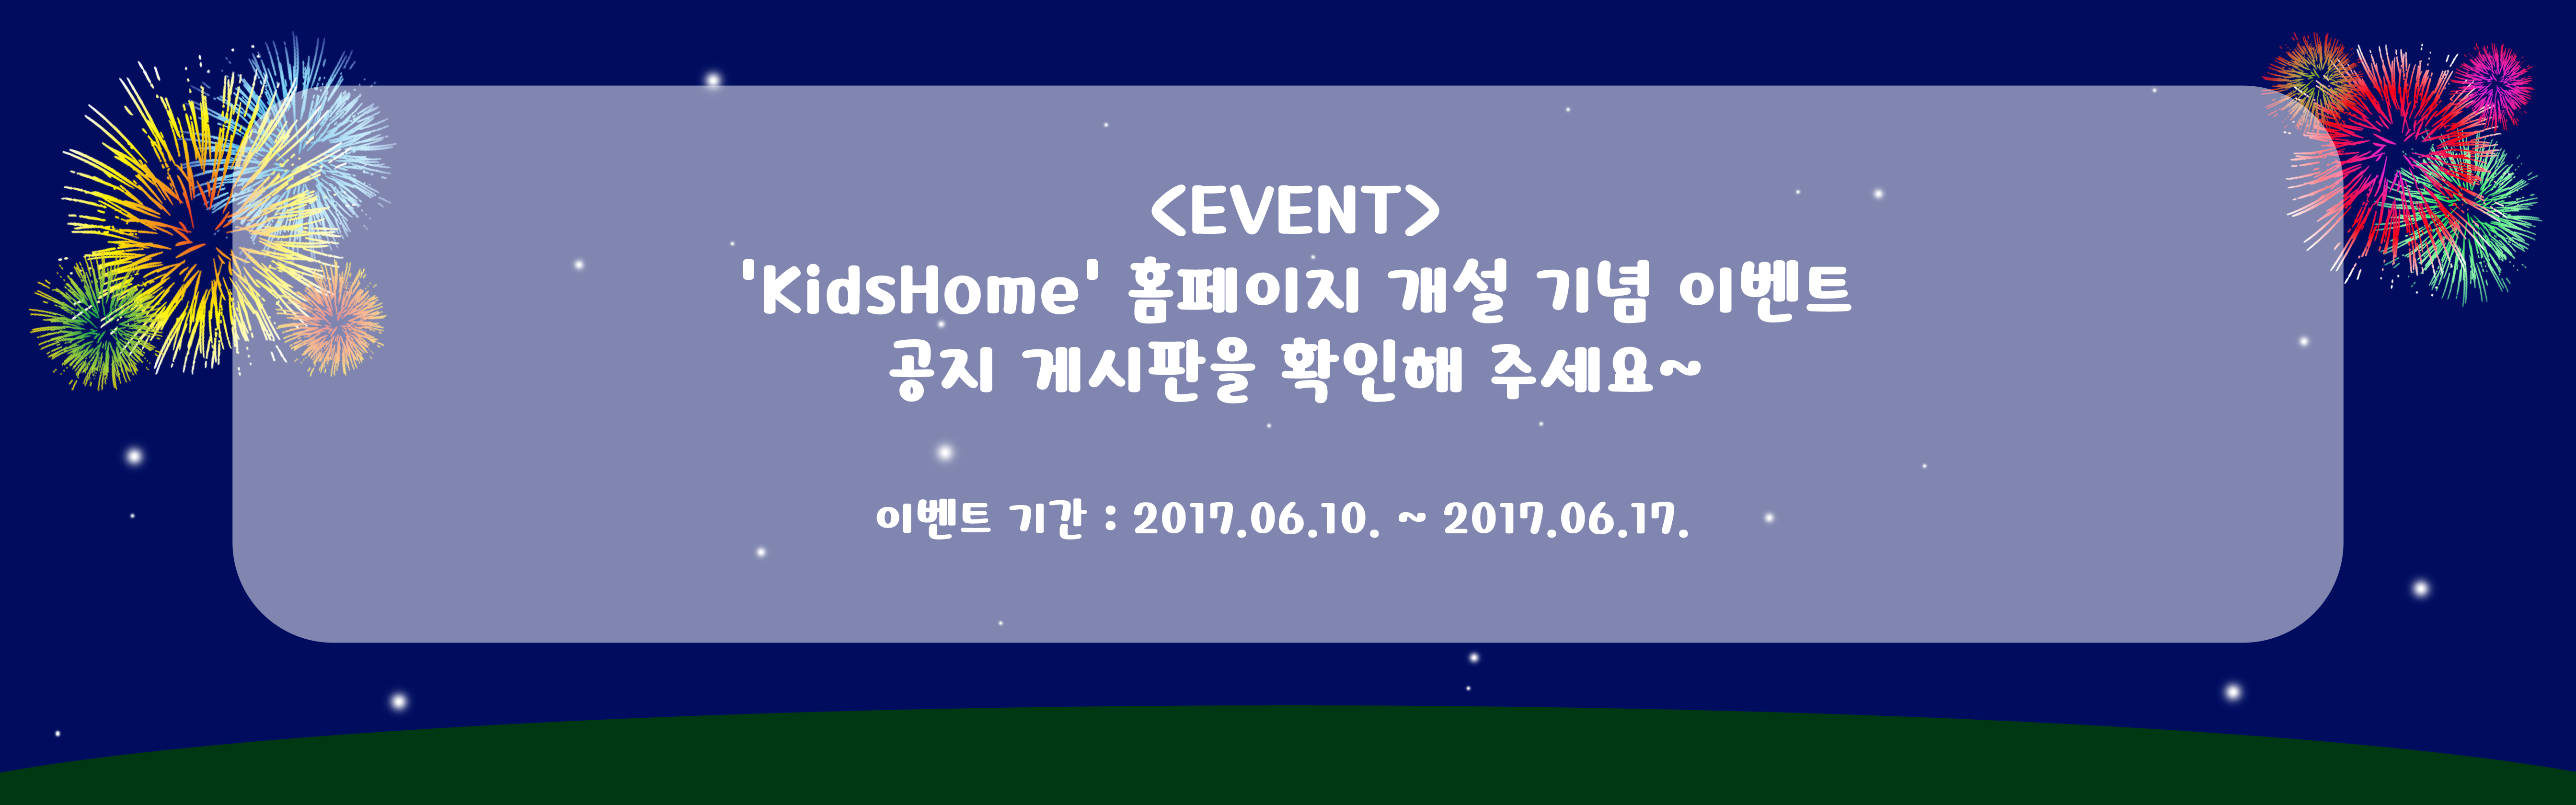 <EVENT>
'KidsHome' 홈페이지 개설 기념 이벤트
공지 게시판을 확인해 주세요~
이벤트 기간 : 2017.06.10. ~ 2017.06.17.